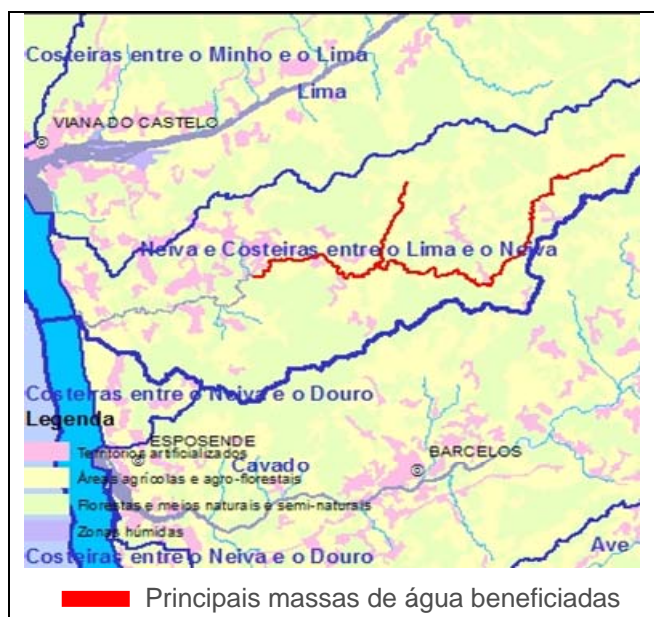 Costeiras entre o Minho e o Lima
Lima
VIANA DO CASTELO
Neiva e Costeiras entre o Lima e o Neiva
Costeiras entre o Neiva e o Douro
Legenda
Territórios artificializados
ESPOSENDE
BARCELOS
Cavado
Áreas agrícolas e agro-florestais
Florestas e meios naturais e semi-naturais
Zonas húmidas
Ave
Costeiras entre o Neiva e o Douro
Principais massas de água beneficiadas